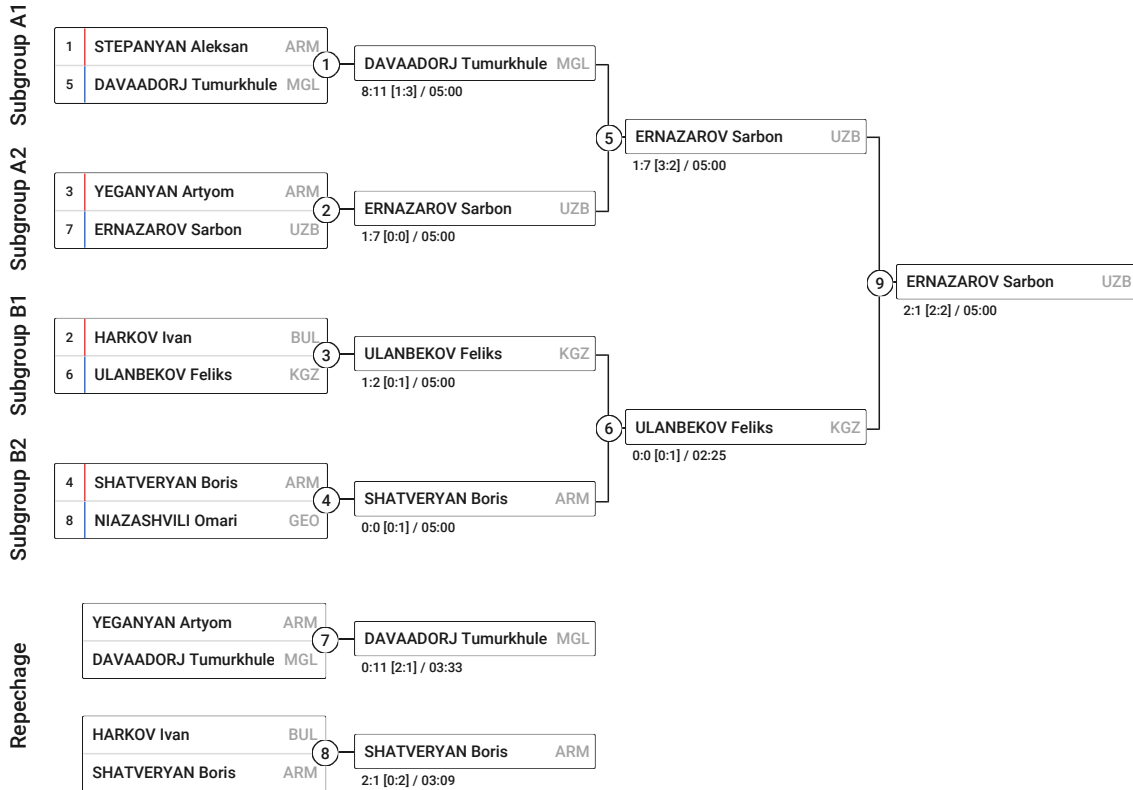 Subgroup A1
1 STEPANYAN Aleksan ARM
5 DAVAADORJ Tumurkhule MGL
1
DAVAADORJ Tumurkhule MGL
8:11 [1:3] / 05:00
Subgroup A2
3 YEGANYAN Artyom ARM
7 ERNAZAROV Sarbon UZB
2
ERNAZAROV Sarbon UZB
1:7 [0:0] / 05:00
5
ERNAZAROV Sarbon UZB
1:7 [3:2] / 05:00
Subgroup B1
2 HARKOV Ivan BUL
6 ULANBEKOV Feliks KGZ
3
ULANBEKOV Feliks KGZ
1:2 [0:1] / 05:00
Subgroup B2
4 SHATVERYAN Boris ARM
8 NIAZASHVILI Omari GEO
4
SHATVERYAN Boris ARM
0:0 [0:1] / 05:00
6
ULANBEKOV Feliks KGZ
0:0 [0:1] / 02:25
9
ERNAZAROV Sarbon UZB
2:1 [2:2] / 05:00
Repechage
YEGANYAN Artyom ARM
DAVAADORJ Tumurkhule MGL
7
DAVAADORJ Tumurkhule MGL
0:11 [2:1] / 03:33
HARKOV Ivan BUL
SHATVERYAN Boris ARM
8
SHATVERYAN Boris ARM
2:1 [0:2] / 03:09